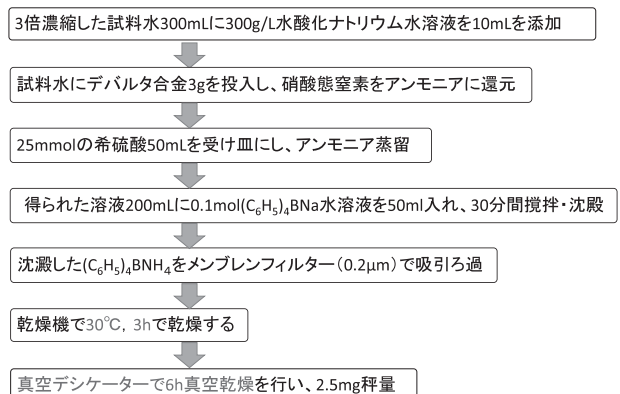 3倍濃縮した試料水300mLに300g/L水酸化ナトリウム水溶液を10mLを添加
試料水にデバルタ合金3gを投入し、硝酸態窒素をアンモニアに還元
25mmolの希硫酸50mLを受け皿にし、アンモニア蒸留
得られた溶液200mLに0.1mol(C₆H₅)₄BNa水溶液を50ml入れ、30分間撹拌・沈殿
沈澱した(C₆H₅)₄BNH₄をメンブレンフィルター（0.2μm）で吸引ろ過
乾燥機で30℃，3hで乾燥する
真空デシケーターで6h真空乾燥を行い、2.5mg秤量